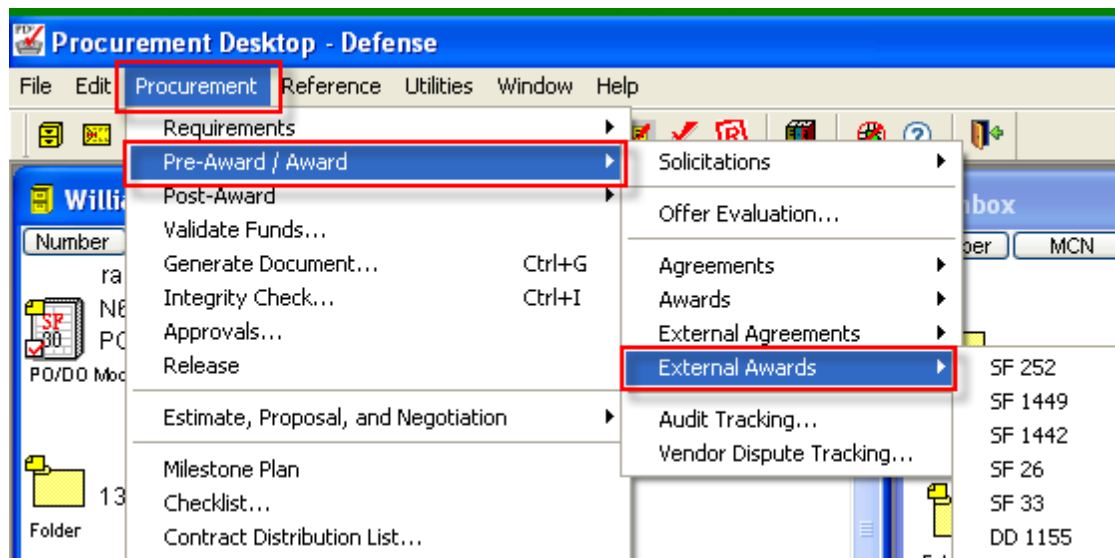 Procurement Desktop - Defense
File Edit Procurement Reference Utilities Window Help
Requirements
Pre-Award / Award
Post-Award
Validate Funds...
Generate Document... Ctrl+G
Integrity Check... Ctrl+I
Approvals...
Release
Estimate, Proposal, and Negotiation
Milestone Plan
Checklist...
Contract Distribution List...
Solicitations
Offer Evaluation...
Agreements
Awards
External Agreements
External Awards
Audit Tracking...
Vendor Dispute Tracking...
SF 252
SF 1449
SF 1442
SF 26
SF 33
DD 1155
Number
SF
30
PO/DO
13
Folder
MCN